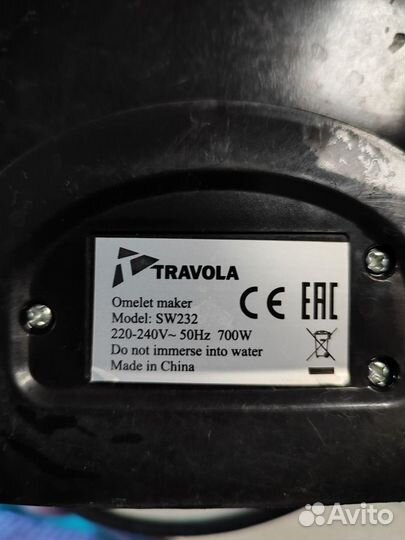 TRAVOLA
Omelet maker
Model: SW232
220-240V~ 50Hz 700W
Do not immerse into water
Made in China
CE EAC
Avito